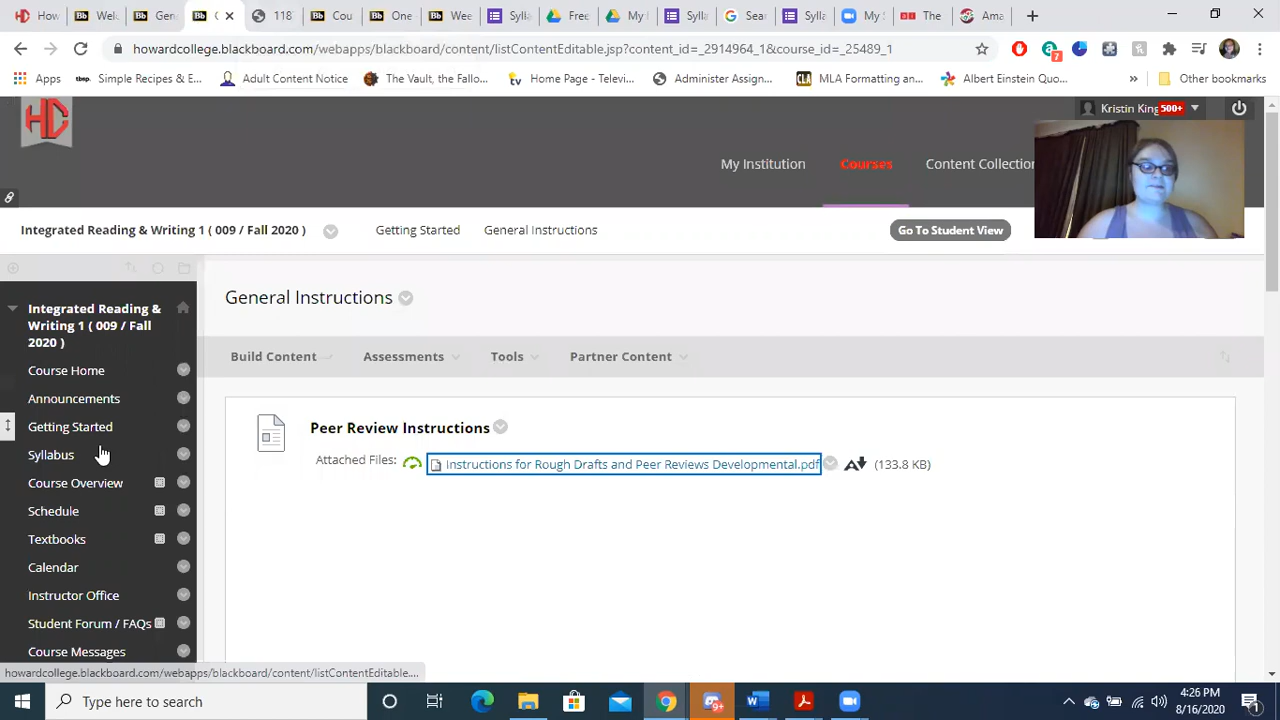 How
Wel
Gen
C
118
Cou
One
Wee
Sylla
Free
My I
Sylla
Sea
Sylla
My S
The
Ama
howardcollege.blackboard.com/webapps/blackboard/content/listContentEditable.jsp?content_id=_2914964_1&course_id=_25489_1
7
Apps
Simple Recipes & E...
Adult Content Notice
The Vault, the Fallo...
Home Page - Televi...
Administe Assign...
MLA Formatting an...
Albert Einstein Quo...
»
Other bookmarks
HC
Kristin King 500+
My Institution
Courses
Content Collection
Integrated Reading & Writing 1 ( 009 / Fall 2020 )
Getting Started
General Instructions
Go To Student View
Integrated Reading &
Writing 1 ( 009 / Fall
2020 )
Course Home
Announcements
Getting Started
Syllabus
Course Overview
Schedule
Textbooks
Calendar
Instructor Office
Student Forum / FAQs
Course Messages
General Instructions
Build Content
Assessments
Tools
Partner Content
Peer Review Instructions
Attached Files:
Instructions for Rough Drafts and Peer Reviews Developmental.pdf
(133.8 KB)
howardcollege.blackboard.com/webapps/blackboard/content/listContentEditable....
Type here to search
9+
4:26 PM
8/16/2020
1